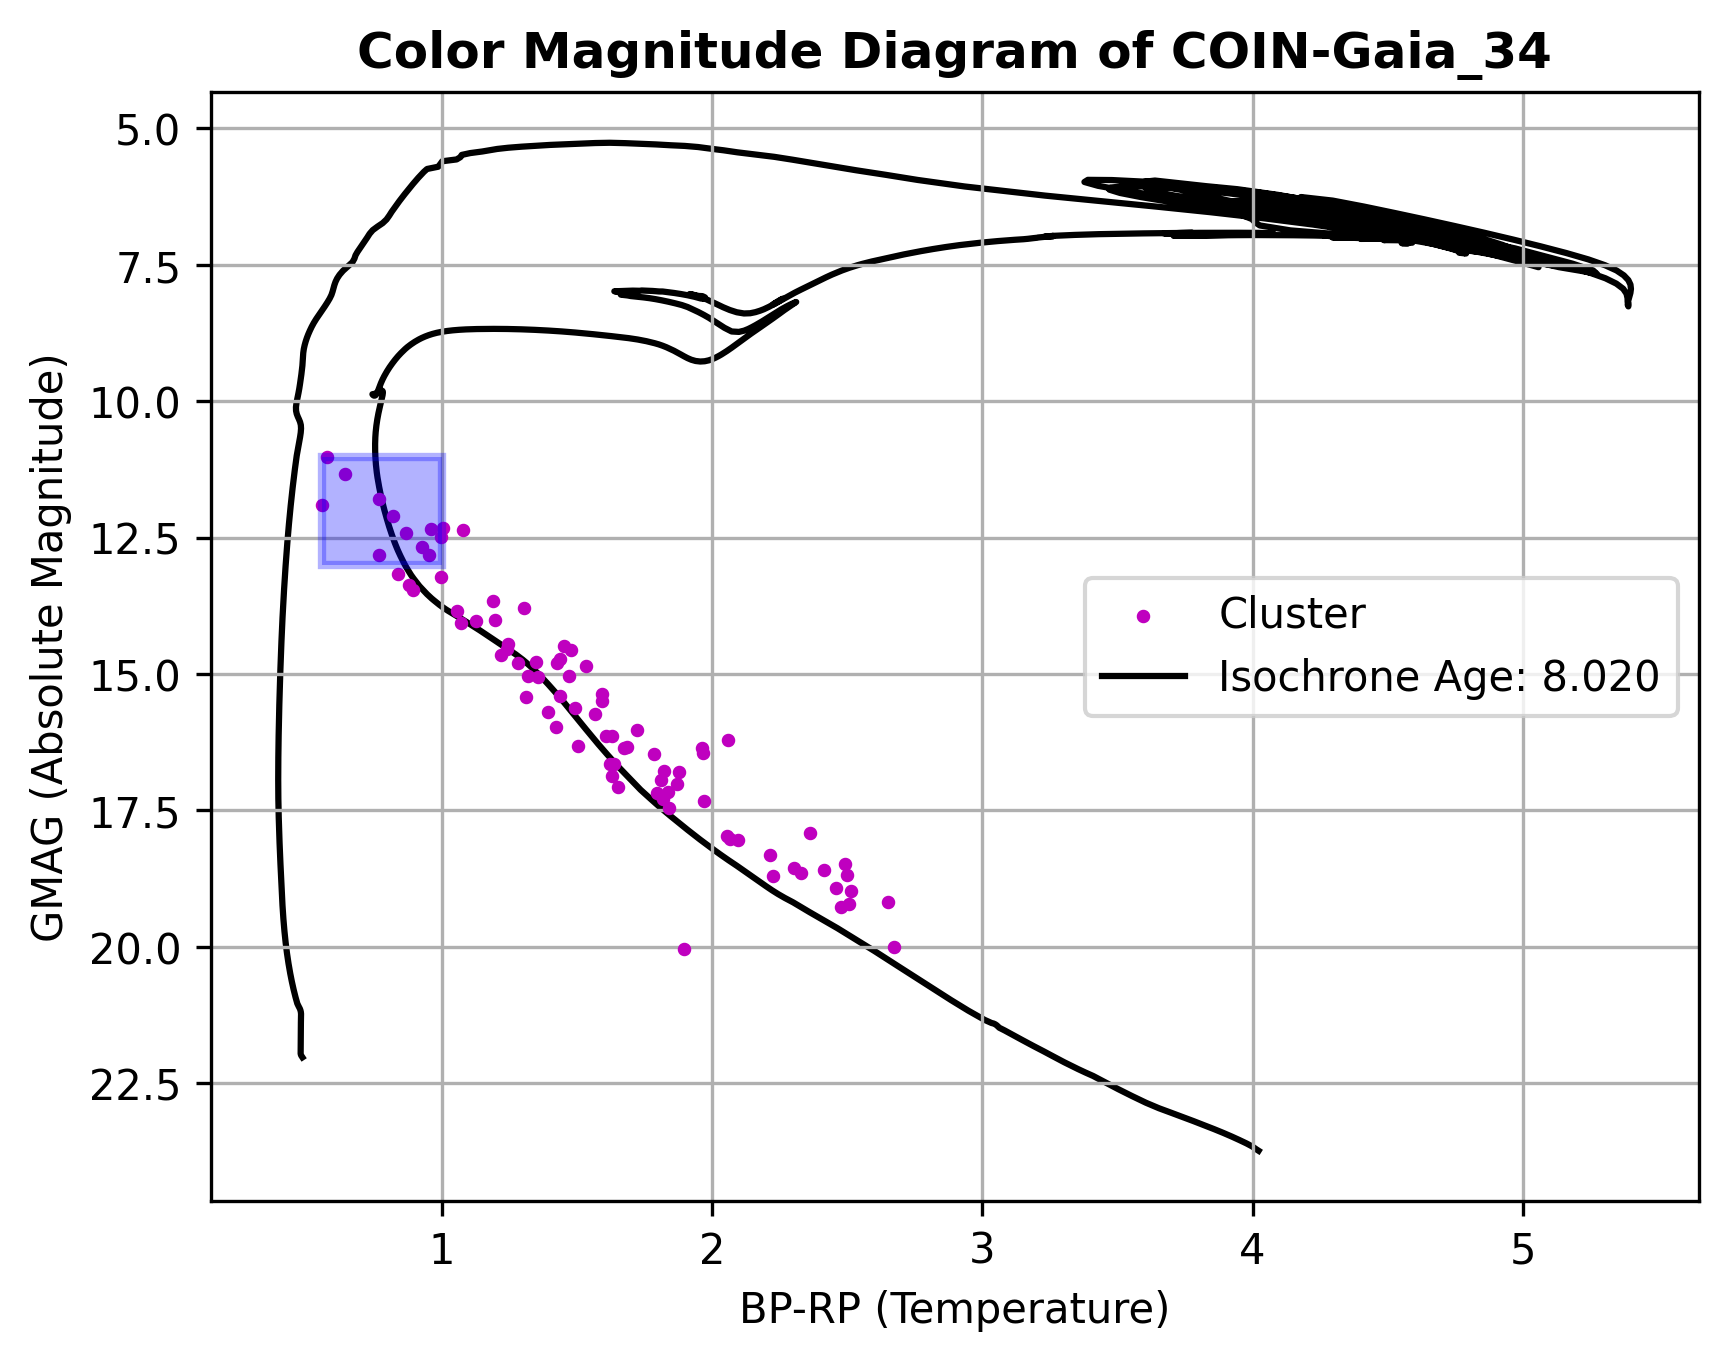 Color Magnitude Diagram of COIN-Gaia_34
GMAG (Absolute Magnitude)
5.0
7.5
10.0
12.5
15.0
17.5
20.0
22.5
Cluster
Isochrone Age: 8.020
1 2 3 4 5
BP-RP (Temperature)